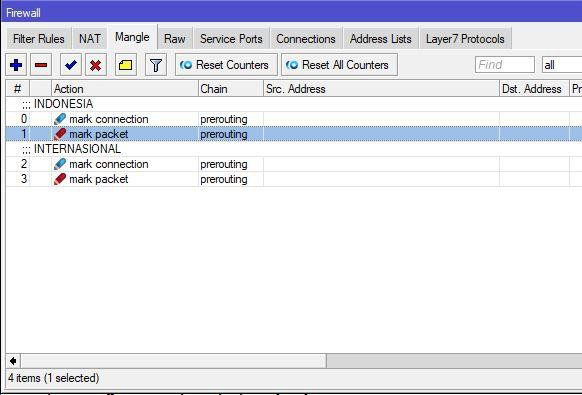 Firewall
Filter Rules NAT Mangle Raw Service Ports Connections Address Lists Layer7 Protocols
Reset Counters Reset All Counters Find all
# Action Chain Src. Address Dst. Address Pr
;;; INDONESIA
0 mark connection prerouting
1 mark packet prerouting
;;; INTERNASIONAL
2 mark connection prerouting
3 mark packet prerouting
4 items (1 selected)